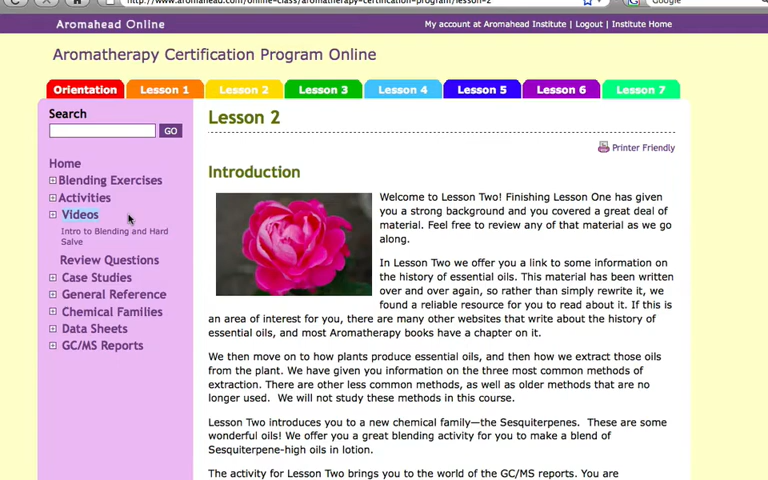 http://www.aromahead.com/online-class/aromatherapy-certification-program/lesson-2
Google
Aromahead Online
My account at Aromahead Institute | Logout | Institute Home
Aromatherapy Certification Program Online
Orientation
Lesson 1
Lesson 2
Lesson 3
Lesson 4
Lesson 5
Lesson 6
Lesson 7
Search
GO
Home
Blending Exercises
Activities
Videos
Intro to Blending and Hard
Salve
Review Questions
Case Studies
General Reference
Chemical Families
Data Sheets
GC/MS Reports
Lesson 2
Printer Friendly
Introduction
Welcome to Lesson Two! Finishing Lesson One has given
you a strong background and you covered a great deal of
material. Feel free to review any of that material as we go
along.
In Lesson Two we offer you a link to some information on
the history of essential oils. This material has been written
over and over again, so rather than simply rewrite it, we
found a reliable resource for you to read about it. If this is
an area of interest for you, there are many other websites that write about the history of
essential oils, and most Aromatherapy books have a chapter on it.
We then move on to how plants produce essential oils, and then how we extract those oils
from the plant. We have given you information on the three most common methods of
extraction. There are other less common methods, as well as older methods that are no
longer used. We will not study these methods in this course.
Lesson Two introduces you to a new chemical family—the Sesquiterpenes. These are some
wonderful oils! We offer you a great blending activity for you to make a blend of
Sesquiterpene-high oils in lotion.
The activity for Lesson Two brings you to the world of the GC/MS reports. You are